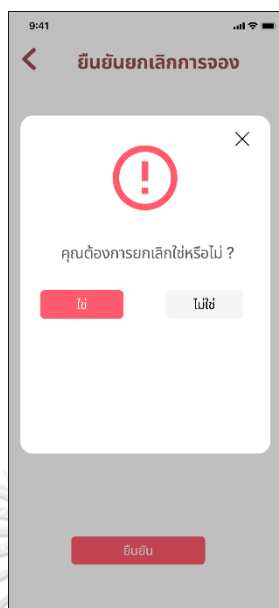 9:41
ยืนยันยกเลิกการจอง
คุณต้องการยกเลิกใช่หรือไม่ ?
ใช่
ไม่ใช่
ยืนยัน